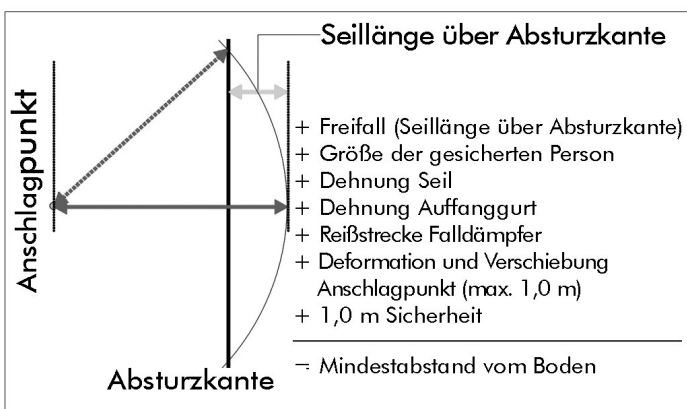 Seillänge über Absturzkante
Anschlagpunkt
+ Freifall (Seillänge über Absturzkante)
+ Größe der gesicherten Person
+ Dehnung Seil
+ Dehnung Auffanggurt
+ Reißstrecke Falldämpfer
+ Deformation und Verschiebung
Anschlagpunkt (max. 1,0 m)
+ 1,0 m Sicherheit
= Mindestabstand vom Boden
Absturzkante